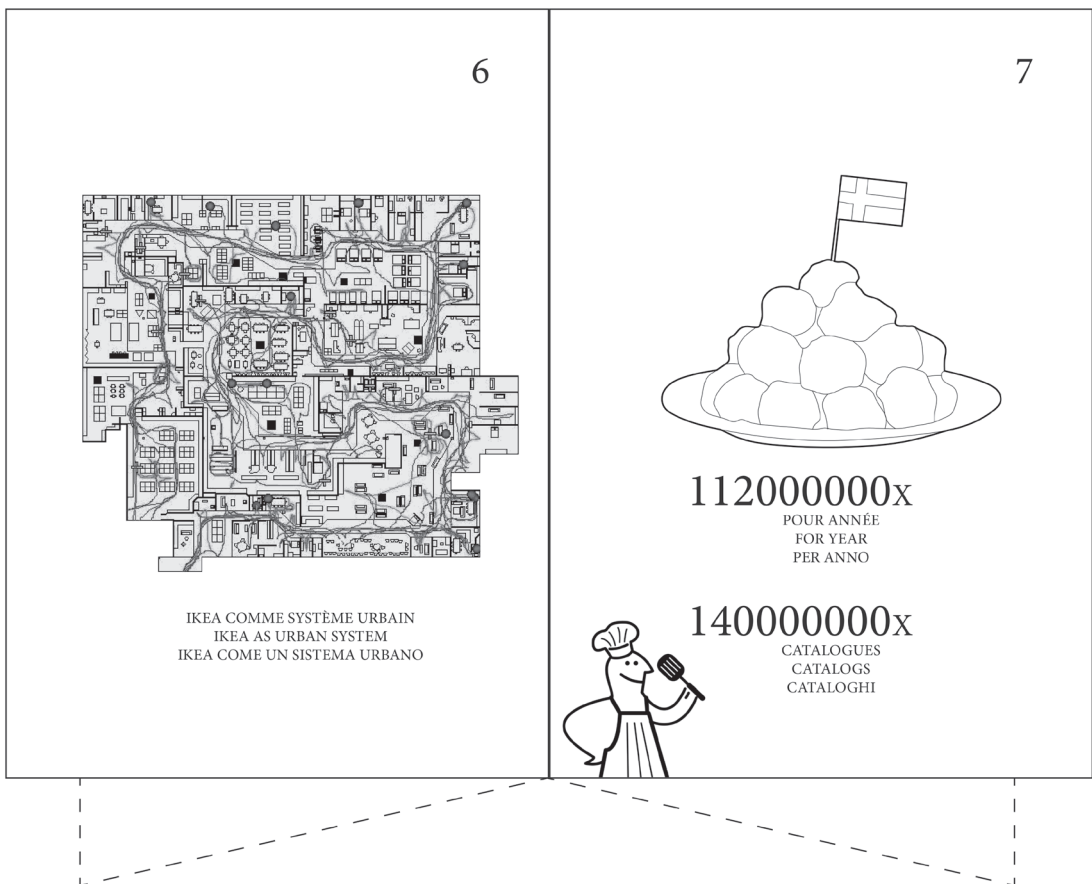 6
IKEA COMME SYSTÈME URBAIN
IKEA AS URBAN SYSTEM
IKEA COME UN SISTEMA URBANO
7
112000000x
POUR ANNÉE
FOR YEAR
PER ANNO
140000000x
CATALOGUES
CATALOGS
CATALOGHI